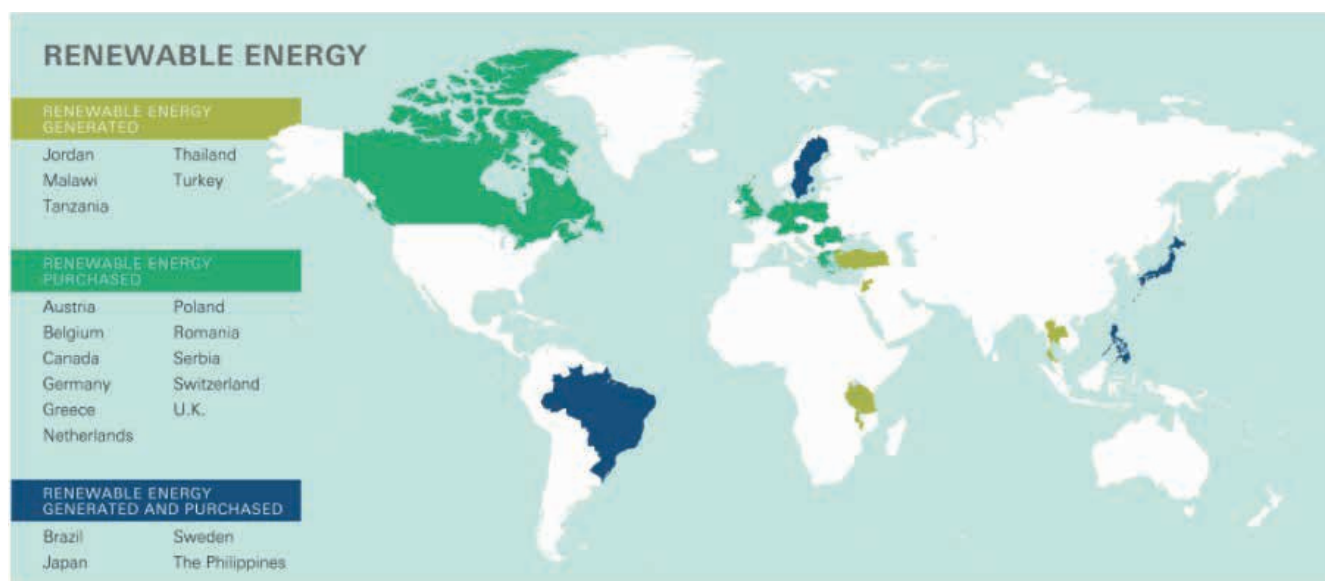 RENEWABLE ENERGY
RENEWABLE ENERGY
GENERATED
Jordan
Malawi
Tanzania
Thailand
Turkey
RENEWABLE ENERGY
PURCHASED
Austria
Belgium
Canada
Germany
Greece
Netherlands
Poland
Romania
Serbia
Switzerland
U.K.
RENEWABLE ENERGY
GENERATED AND PURCHASED
Brazil
Japan
Sweden
The Philippines